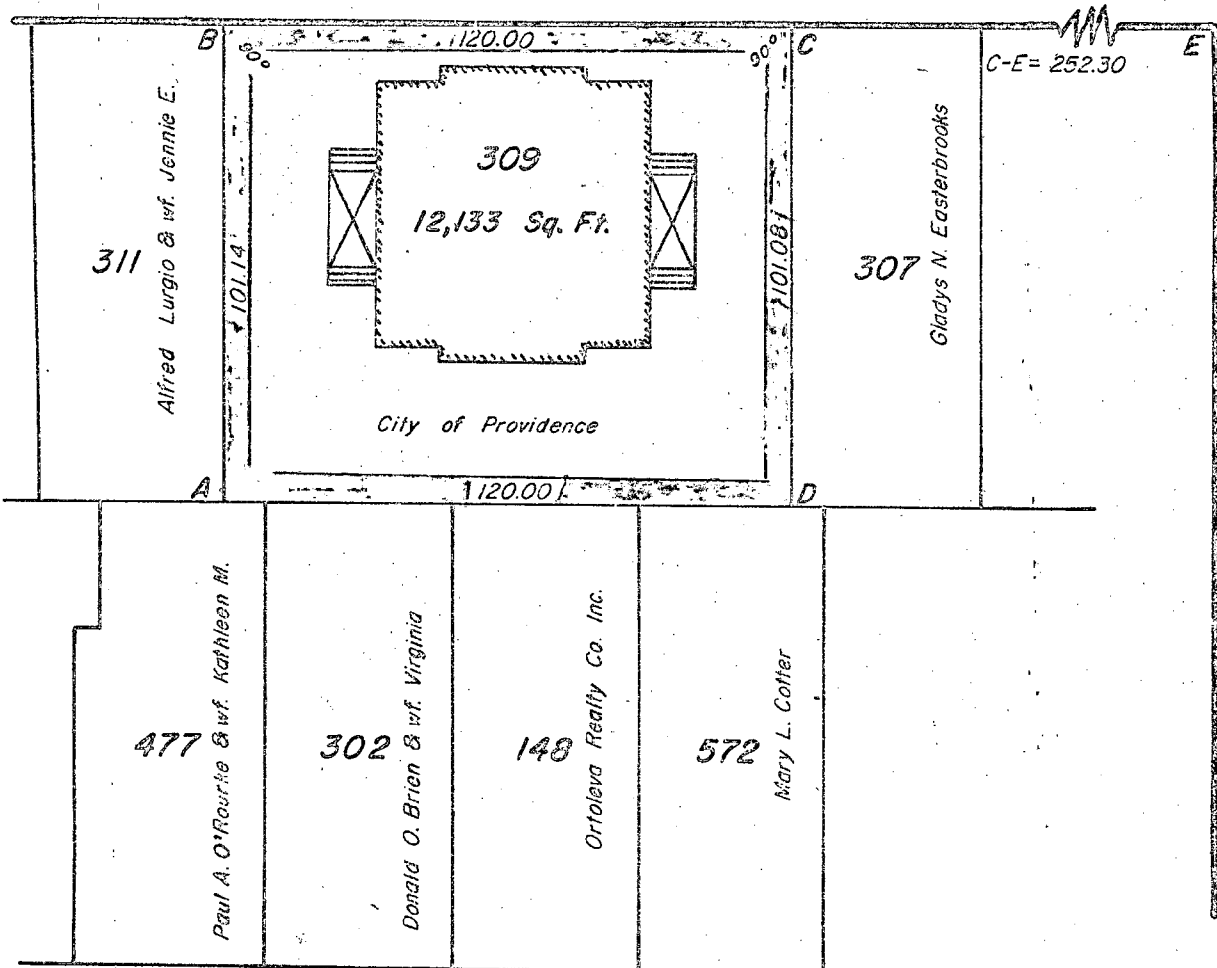 B
120.00
C
E
90°
90°
C-E= 252.30
311
Alfred Lurgio & wf. Jennie E.
101.14
309
12,133 Sq. Ft.
101.08
307
Gladys N. Easterbrooks
City of Providence
A
120.00
D
477
Paul A. O'Rourke & wf. Kathleen M.
302
Donald O. Brien & wf. Virginia
148
Ortoleva Realty Co. Inc.
572
Mary L. Cotter